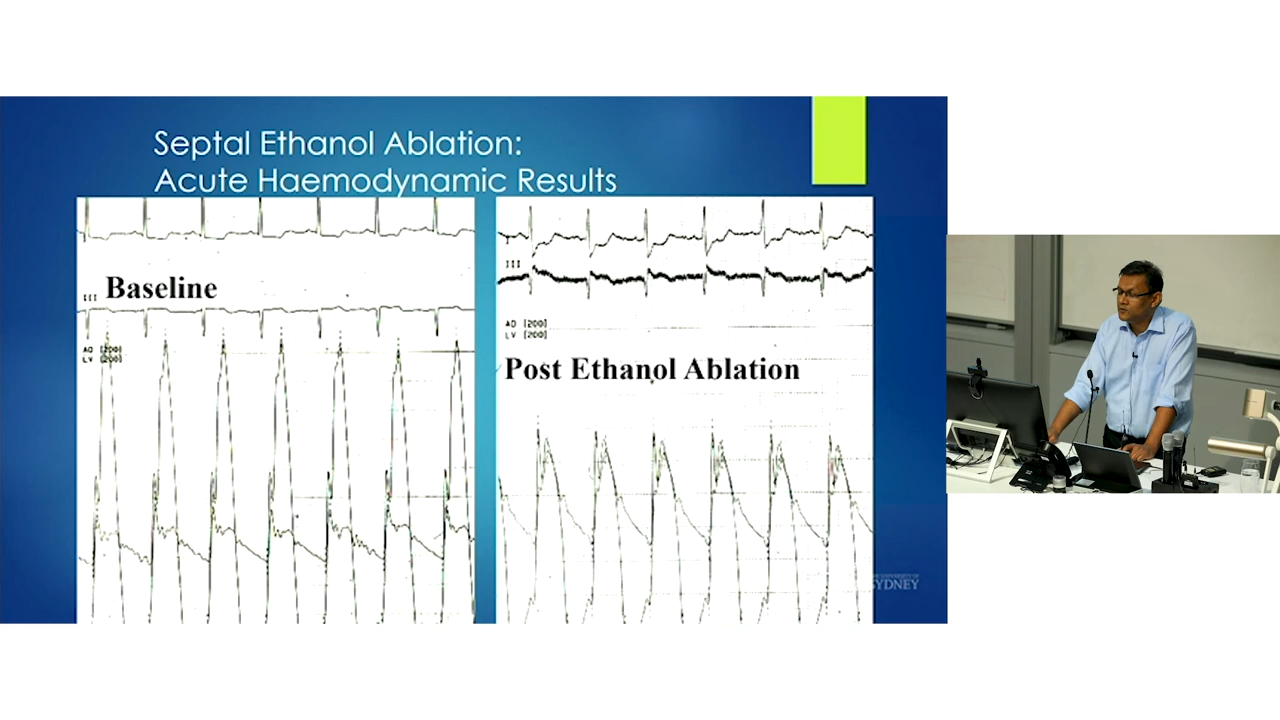 Septal Ethanol Ablation:
Acute Haemodynamic Results
Baseline
III
AO [200]
LV [200]
I
III
AO [200]
LV [200]
Post Ethanol Ablation
SYDNEY